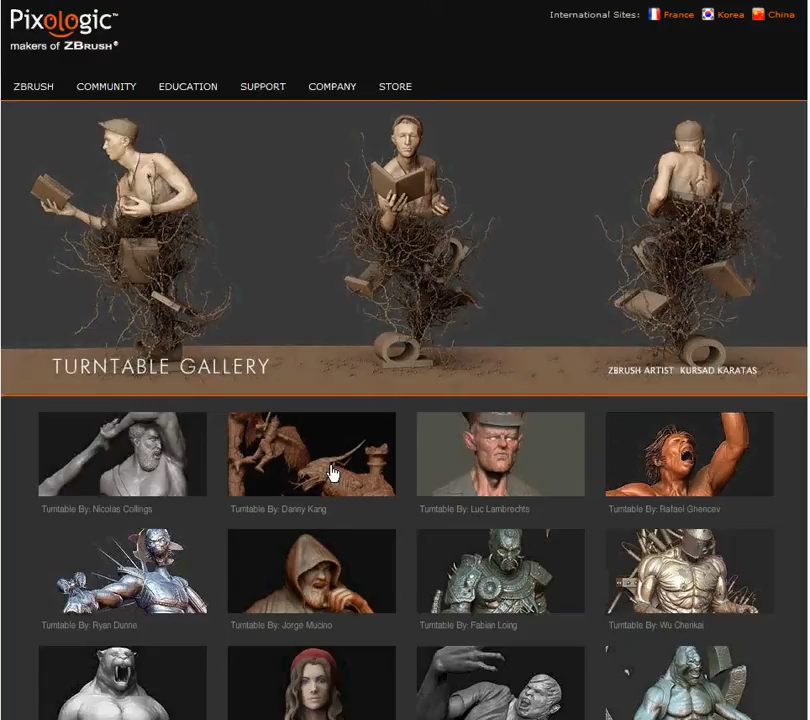 Pixologic™
makers of ZBRUSH®
International Sites: France Korea China
ZBRUSH COMMUNITY EDUCATION SUPPORT COMPANY STORE
TURNTABLE GALLERY
ZBRUSH ARTIST KURSAD KARATAS
Turntable By: Nicolas Collings
Turntable By: Danny Kang
Turntable By: Luc Lambrechts
Turntable By: Rafael Ghencev
Turntable By: Ryan Dunne
Turntable By: Jorge Mucino
Turntable By: Fabian Loing
Turntable By: Wu Chenkai